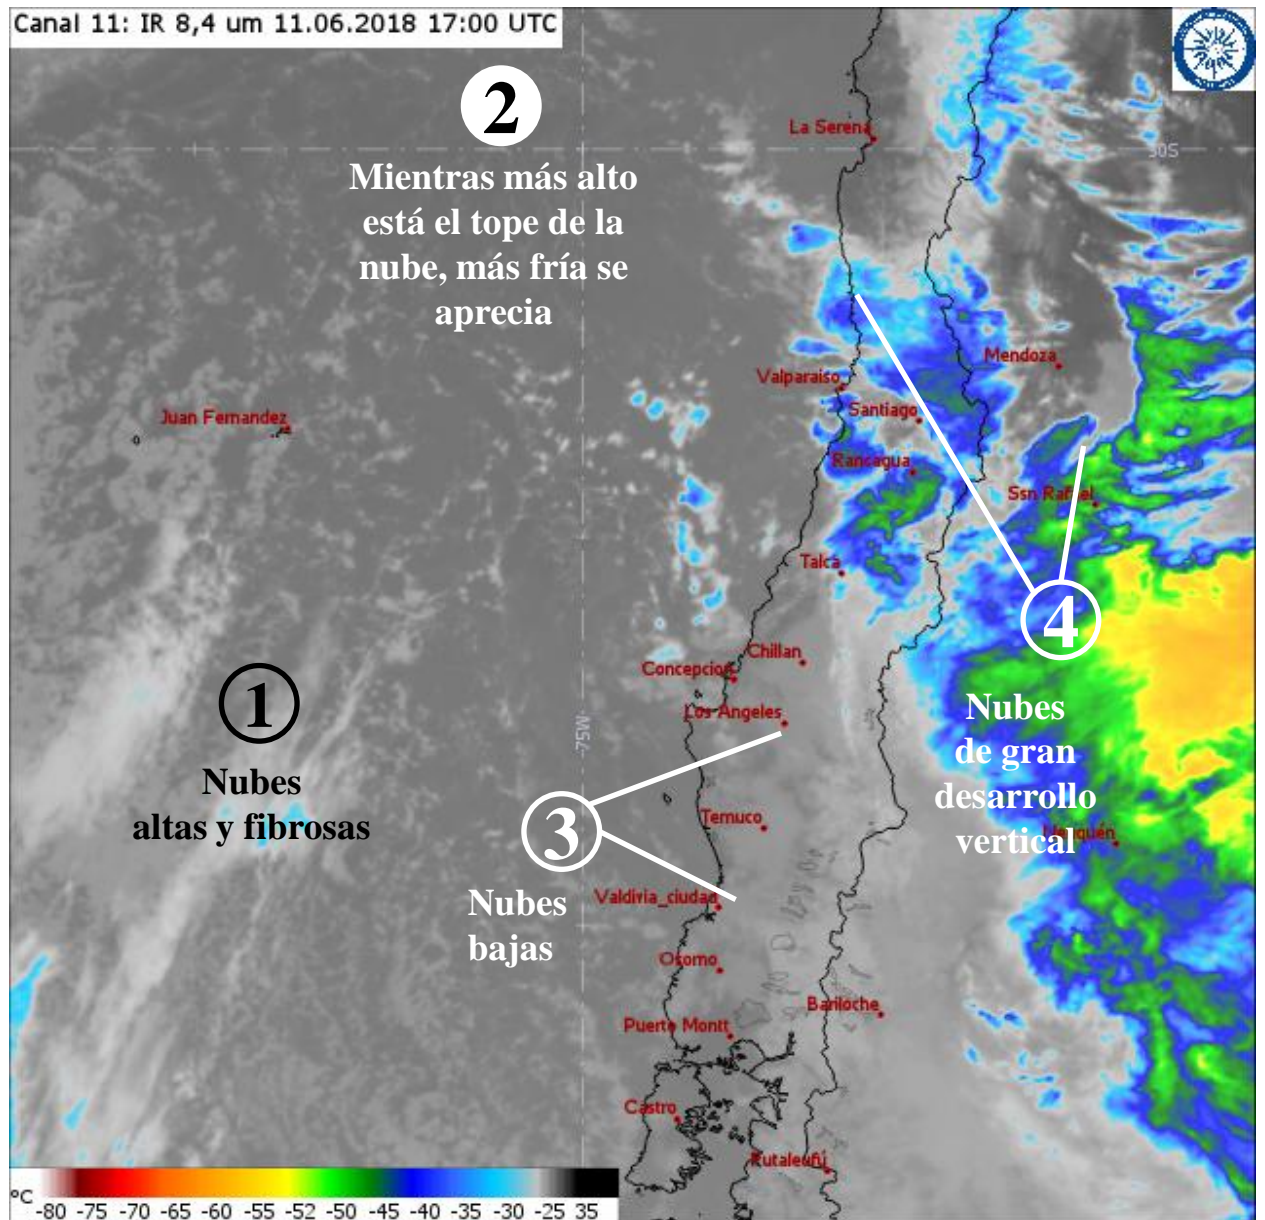 Canal 11: IR 8,4 um 11.06.2018 17:00 UTC
2
Mientras más alto
está el tope de la
nube, más fría se
aprecia
La Serena
30S
Mendoza
Valparaiso
Santiago
Juan Fernandez
Rancagua
Ssn Rafael
Talca
4
Chillan
Concepcion
1
Los Angeles
Nubes
de gran
desarrollo
vertical
75W
Nubes
altas y fibrosas
3
Temuco
Neuquén
Nubes
bajas
Valdivia_ciudad
Osorno
Bariloche
Puerto Montt
Castro
Futaleufú
°C -80 -75 -70 -65 -60 -55 -52 -50 -45 -40 -35 -30 -25 35